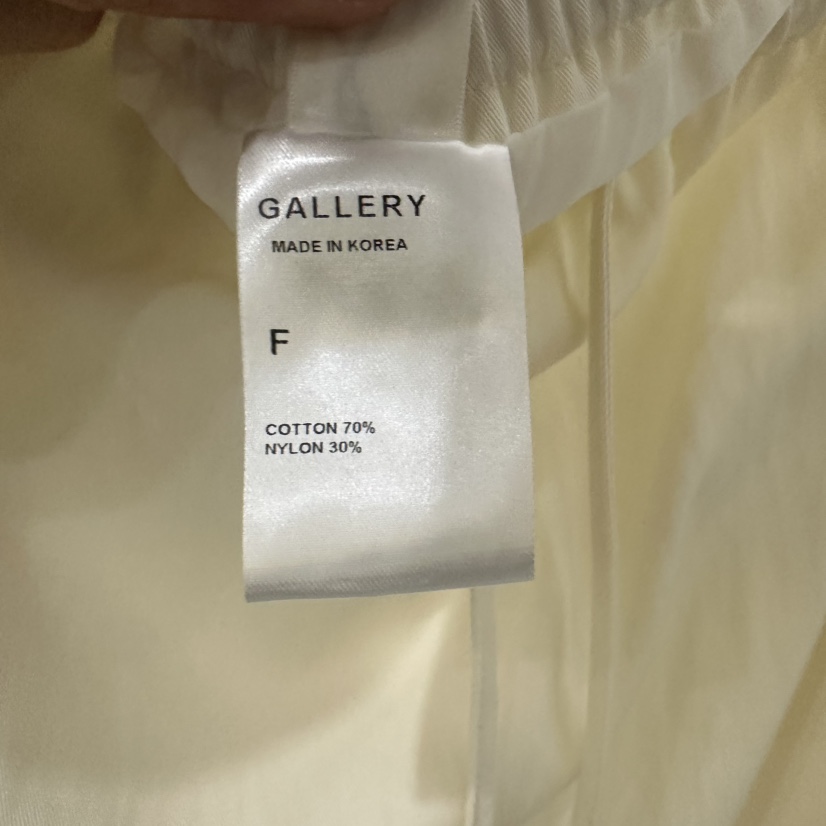 GALLERY
MADE IN KOREA
F
COTTON 70%
NYLON 30%